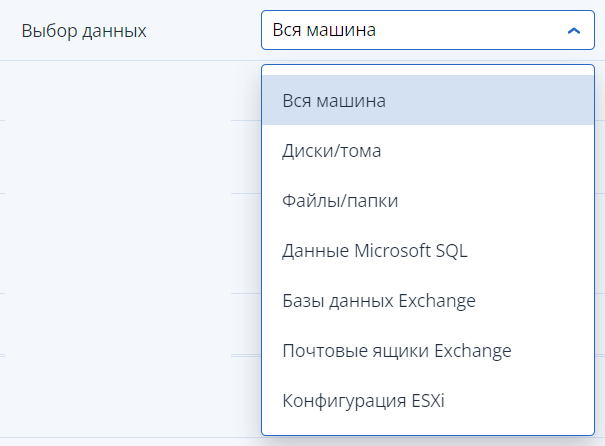 Выбор данных
Вся машина
Вся машина
Диски/тома
Файлы/папки
Данные Microsoft SQL
Базы данных Exchange
Почтовые ящики Exchange
Конфигурация ESXi